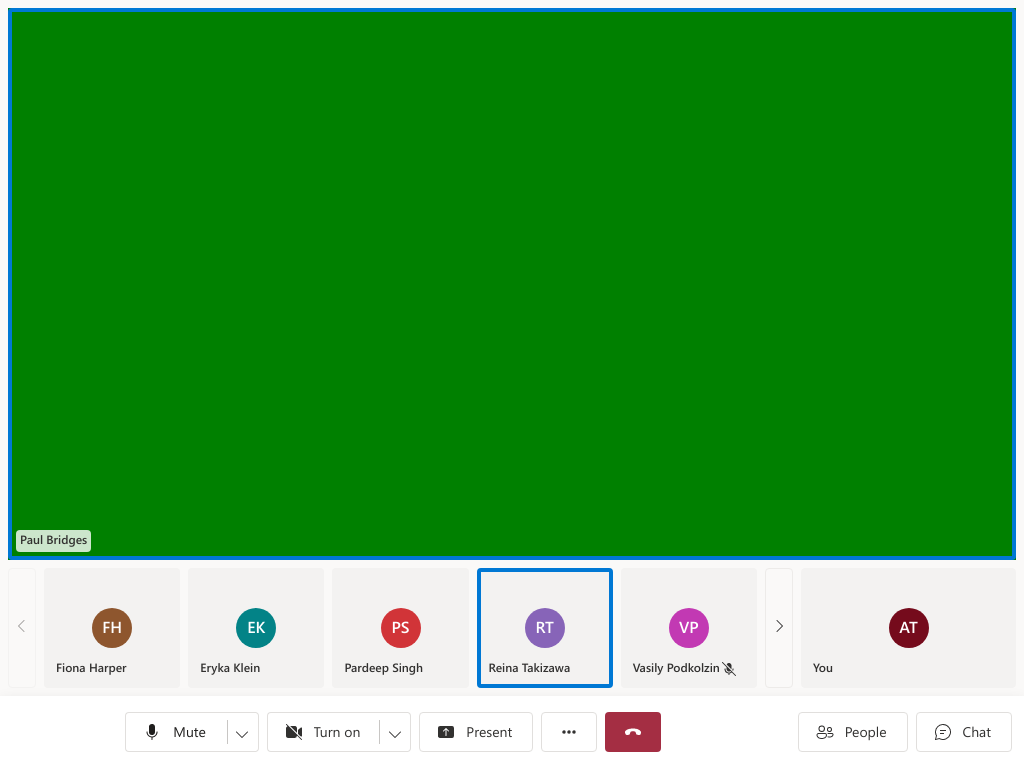 Paul Bridges
FH
EK
PS
RT
VP
AT
Fiona Harper
Eryka Klein
Pardeep Singh
Reina Takizawa
Vasily Podkolzin
You
Mute
Turn on
Present
People
Chat